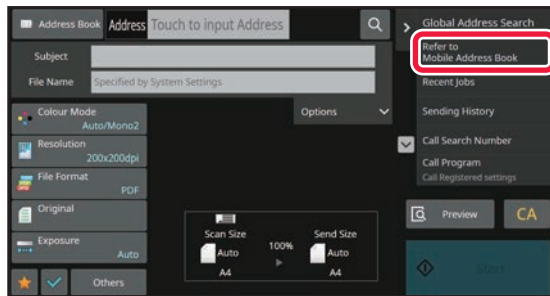 Address Book Address Touch to input Address
Subject
File Name Specified by System Settings
Colour Mode
Auto/Mono2
Resolution
200x200dpi
File Format
PDF
Original
Exposure
Auto
Others
Options
Scan Size
Auto
A4
100%
Send Size
Auto
A4
Global Address Search
Refer to
Mobile Address Book
Recent Jobs
Sending History
Call Search Number
Call Program
Call Registered settings
Preview
CA
Start